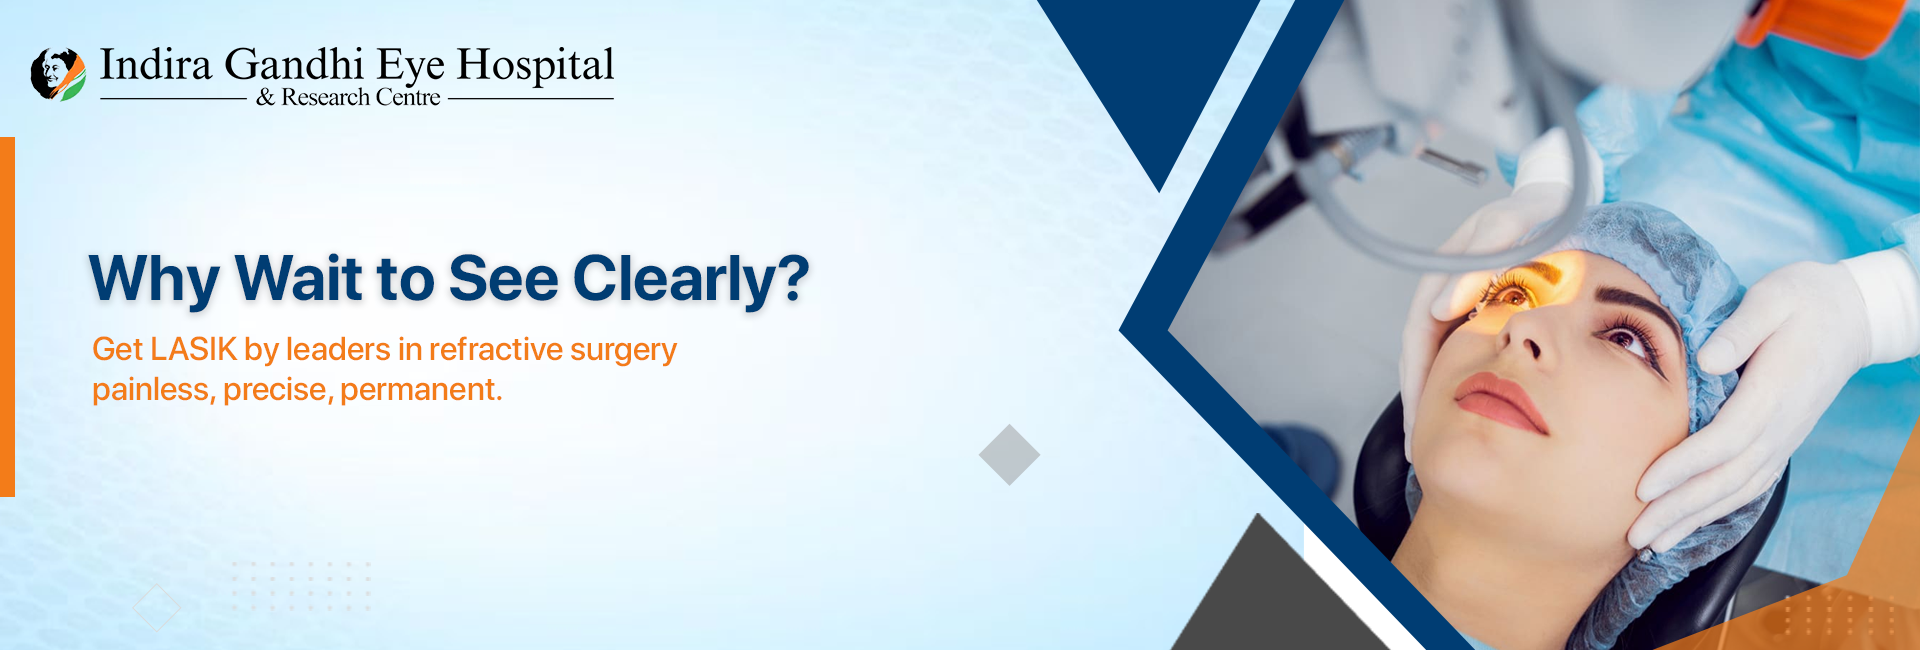 Indira Gandhi Eye Hospital
& Research Centre
Why Wait to See Clearly?
Get LASIK by leaders in refractive surgery
painless, precise, permanent.